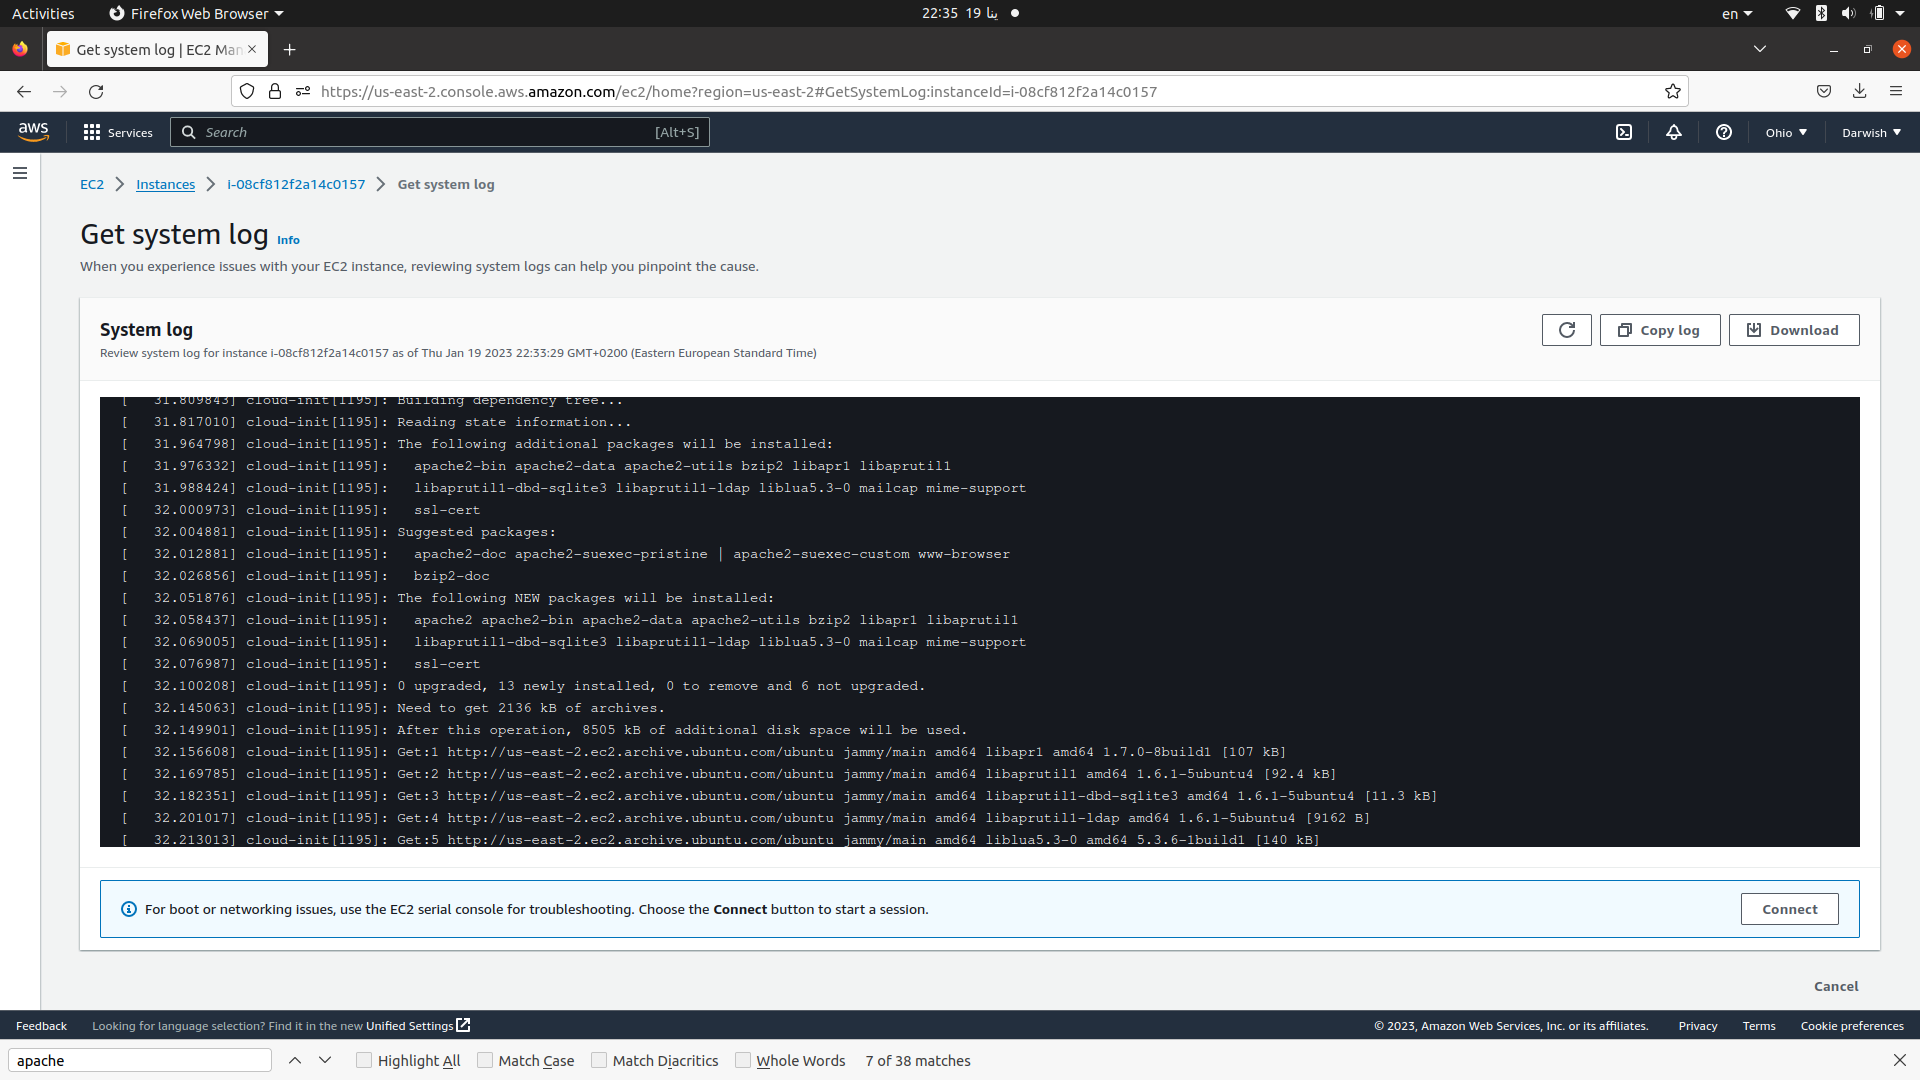 Activities Firefox Web Browser 22:35 19 ينا en
Get system log | EC2 Man
https://us-east-2.console.aws.amazon.com/ec2/home?region=us-east-2#GetSystemLog:instanceId=i-08cf812f2a14c0157
aws Services Search [Alt+S] Ohio Darwish
EC2 Instances i-08cf812f2a14c0157 Get system log
Get system log Info
When you experience issues with your EC2 instance, reviewing system logs can help you pinpoint the cause.
System log
Copy log Download
Review system log for instance i-08cf812f2a14c0157 as of Thu Jan 19 2023 22:33:29 GMT+0200 (Eastern European Standard Time)
[   31.809843] cloud-init[1195]: Building dependency tree...
[   31.817010] cloud-init[1195]: Reading state information...
[   31.964798] cloud-init[1195]: The following additional packages will be installed:
[   31.976332] cloud-init[1195]:   apache2-bin apache2-data apache2-utils bzip2 libapr1 libaprutil1
[   31.988424] cloud-init[1195]:   libaprutil1-dbd-sqlite3 libaprutil1-ldap liblua5.3-0 mailcap mime-support
[   32.000973] cloud-init[1195]:   ssl-cert
[   32.004881] cloud-init[1195]: Suggested packages:
[   32.012881] cloud-init[1195]:   apache2-doc apache2-suexec-pristine | apache2-suexec-custom www-browser
[   32.026856] cloud-init[1195]:   bzip2-doc
[   32.051876] cloud-init[1195]: The following NEW packages will be installed:
[   32.058437] cloud-init[1195]:   apache2 apache2-bin apache2-data apache2-utils bzip2 libapr1 libaprutil1
[   32.069005] cloud-init[1195]:   libaprutil1-dbd-sqlite3 libaprutil1-ldap liblua5.3-0 mailcap mime-support
[   32.076987] cloud-init[1195]:   ssl-cert
[   32.100208] cloud-init[1195]: 0 upgraded, 13 newly installed, 0 to remove and 6 not upgraded.
[   32.145063] cloud-init[1195]: Need to get 2136 kB of archives.
[   32.149901] cloud-init[1195]: After this operation, 8505 kB of additional disk space will be used.
[   32.156608] cloud-init[1195]: Get:1 http://us-east-2.ec2.archive.ubuntu.com/ubuntu jammy/main amd64 libapr1 amd64 1.7.0-8build1 [107 kB]
[   32.169785] cloud-init[1195]: Get:2 http://us-east-2.ec2.archive.ubuntu.com/ubuntu jammy/main amd64 libaprutil1 amd64 1.6.1-5ubuntu4 [92.4 kB]
[   32.182351] cloud-init[1195]: Get:3 http://us-east-2.ec2.archive.ubuntu.com/ubuntu jammy/main amd64 libaprutil1-dbd-sqlite3 amd64 1.6.1-5ubuntu4 [11.3 kB]
[   32.201017] cloud-init[1195]: Get:4 http://us-east-2.ec2.archive.ubuntu.com/ubuntu jammy/main amd64 libaprutil1-ldap amd64 1.6.1-5ubuntu4 [9162 B]
[   32.213013] cloud-init[1195]: Get:5 http://us-east-2.ec2.archive.ubuntu.com/ubuntu jammy/main amd64 liblua5.3-0 amd64 5.3.6-1build1 [140 kB]
For boot or networking issues, use the EC2 serial console for troubleshooting. Choose the Connect button to start a session. Connect
Cancel
Feedback Looking for language selection? Find it in the new Unified Settings © 2023, Amazon Web Services, Inc. or its affiliates. Privacy Terms Cookie preferences
apache Highlight All Match Case Match Diacritics Whole Words 7 of 38 matches